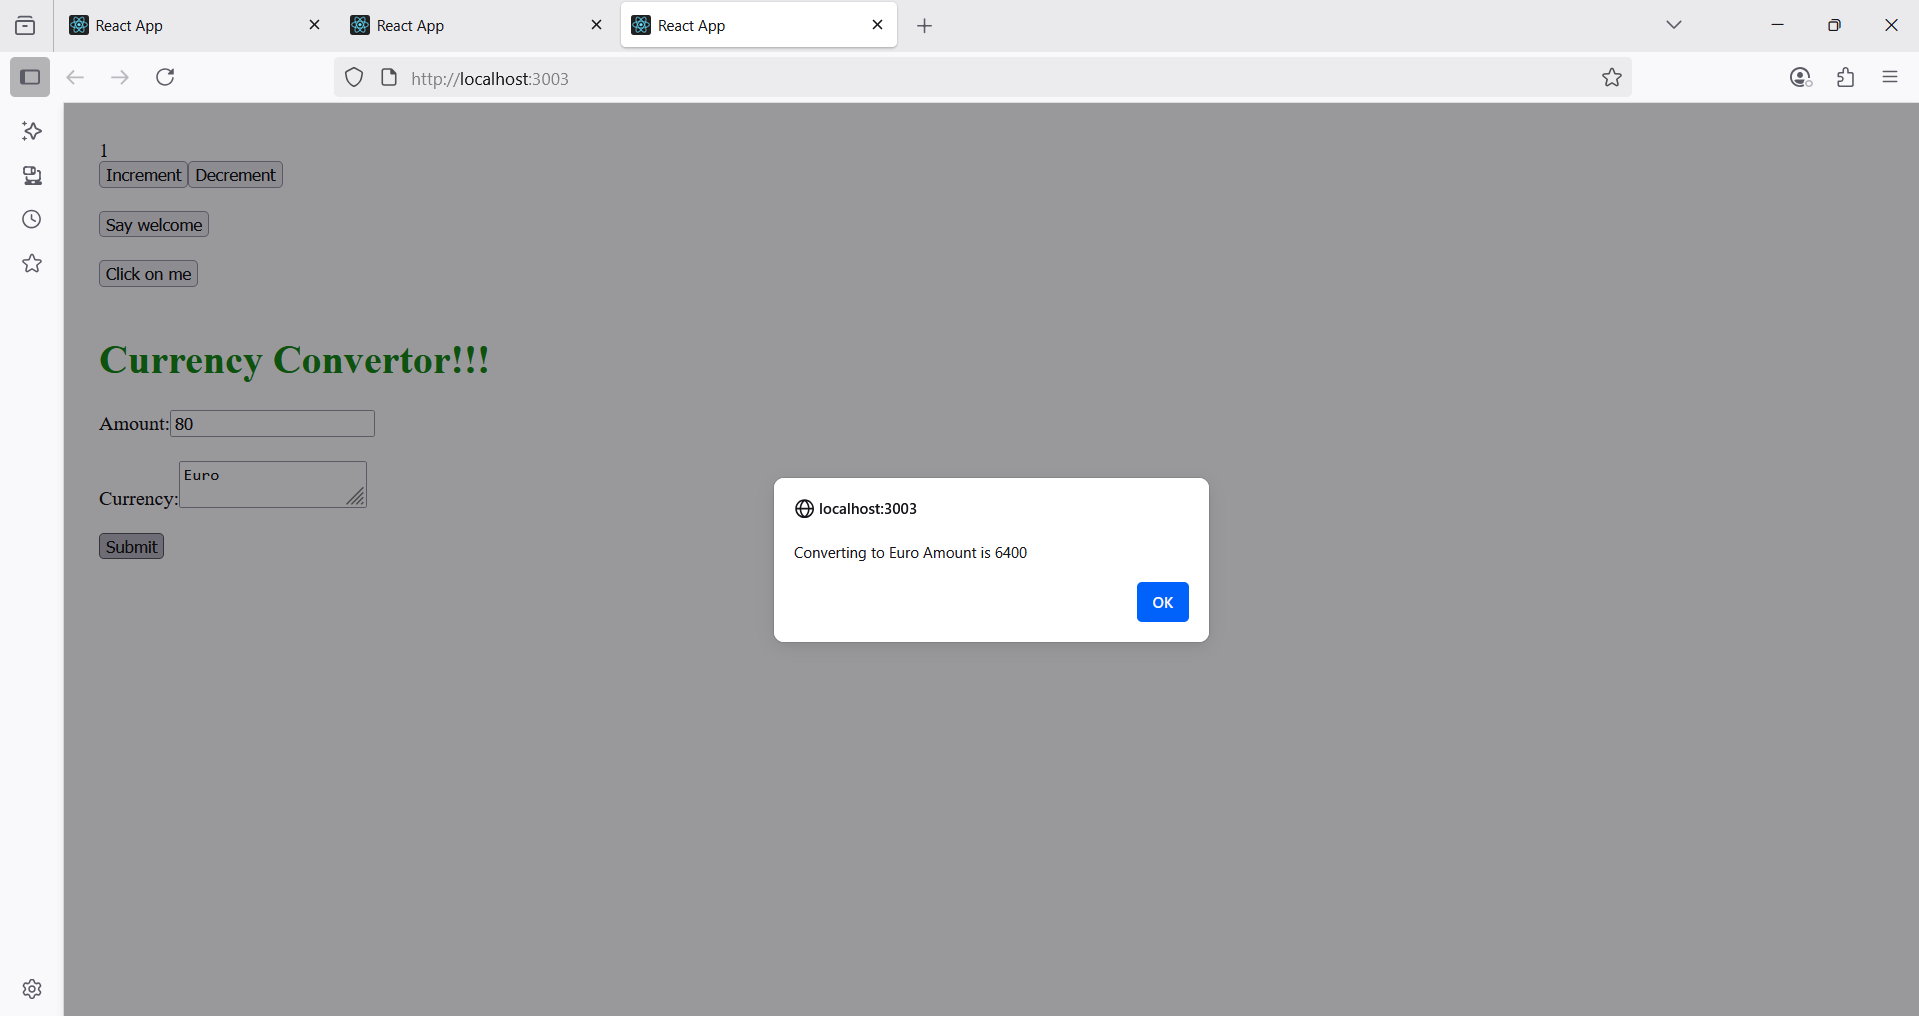 React App
React App
React App
http://localhost:3003
1
Increment Decrement
Say welcome
Click on me
Currency Convertor!!!
Amount: 80
Currency: Euro
Submit
localhost:3003
Converting to Euro Amount is 6400
OK